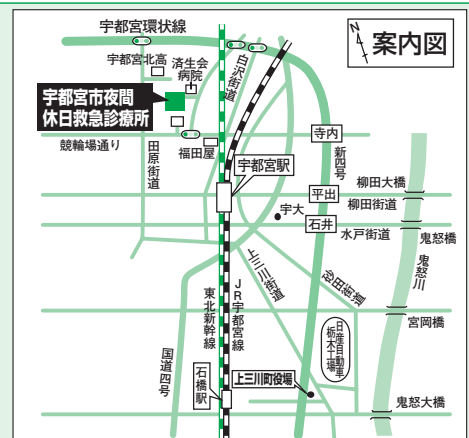 案内図
N
宇都宮環状線
宇都宮北高
済生会
病院
白沢街道
宇都宮市夜間
休日救急診療所
競輪場通り
田原街道
福田屋
宇都宮駅
寺内
新四号
平出
柳田大橋
柳田街道
宇大
石井
水戸街道
鬼怒橋
鬼怒川
上三川街道
砂田街道
東北新幹線
JR宇都宮線
国道四号
宮岡橋
日産自動車
栃木工場
石橋駅
上三川町役場
鬼怒大橋